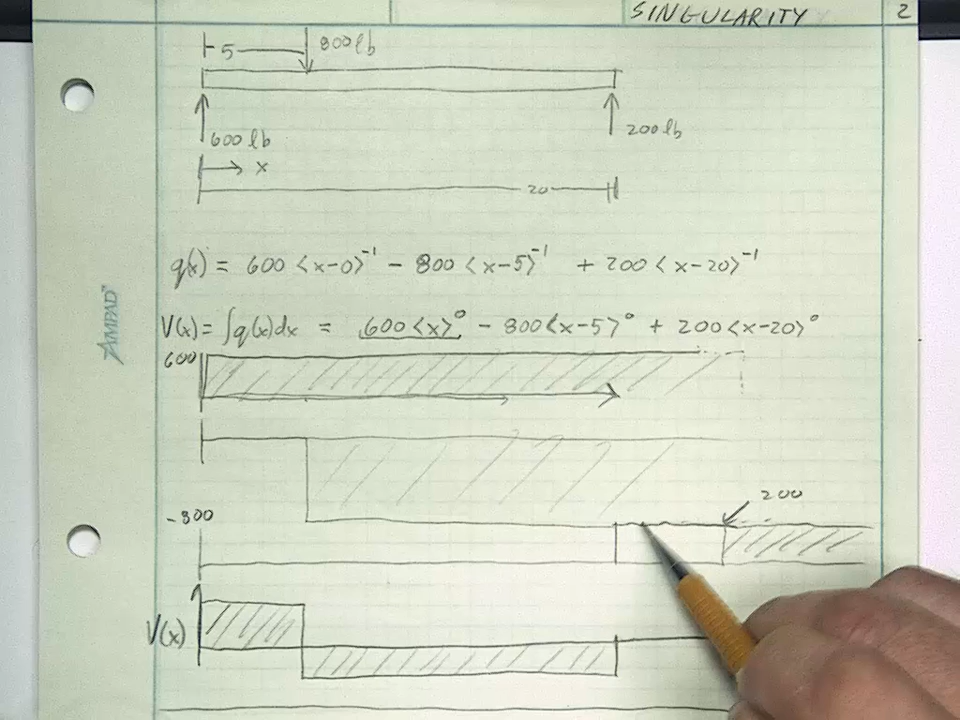 SINGULARITY 2
5 800 lb
600 lb 200 lb
x
20
q(x) = 600 <x-0>⁻¹ - 800 <x-5>⁻¹ + 200 <x-20>⁻¹
AMPAD™
V(x) = ∫q(x)dx = 600<x>⁰ - 800<x-5>⁰ + 200<x-20>⁰
600
200
-800
V(x)